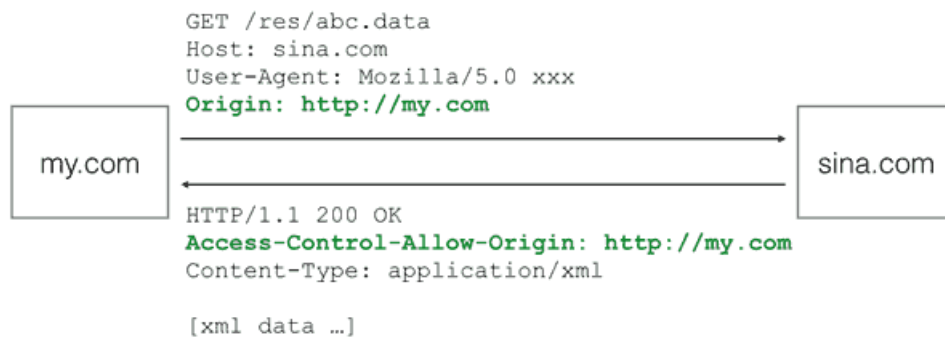 GET /res/abc.data
Host: sina.com
User-Agent: Mozilla/5.0 xxx
Origin: http://my.com
my.com
sina.com
HTTP/1.1 200 OK
Access-Control-Allow-Origin: http://my.com
Content-Type: application/xml
[xml data …]